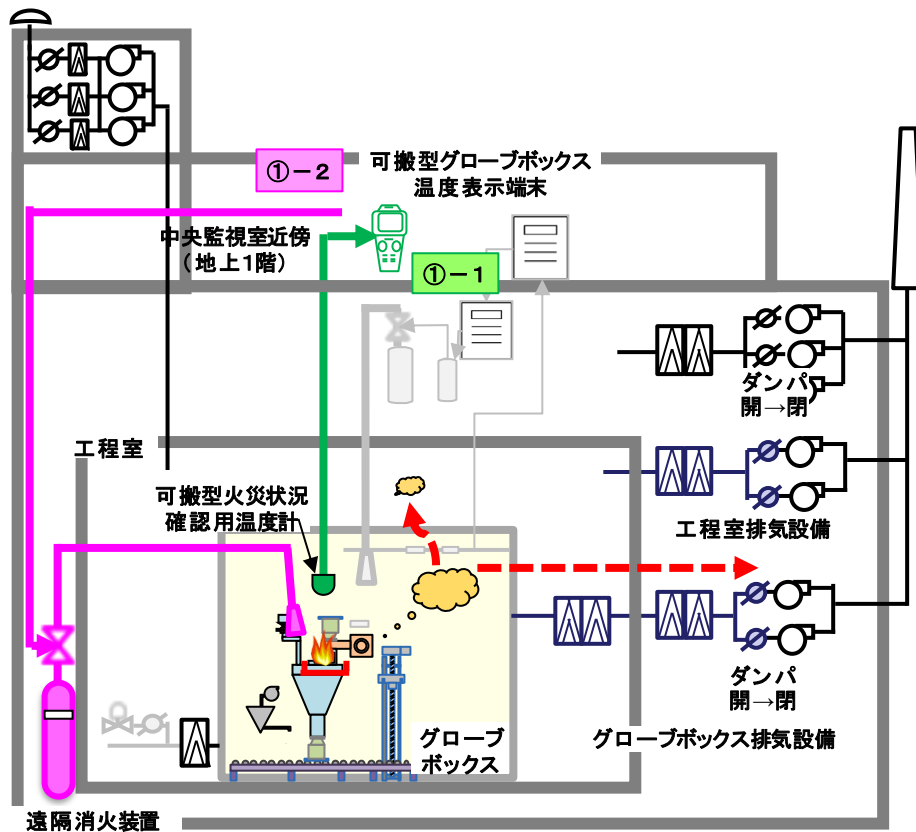 ①－2
可搬型グローブボックス
温度表示端末
中央監視室近傍
（地上1階）
①－1
ダンパ
開→閉
工程室
可搬型火災状況
確認用温度計
工程室排気設備
ダンパ
開→閉
グローブ
ボックス
グローブボックス排気設備
遠隔消火装置